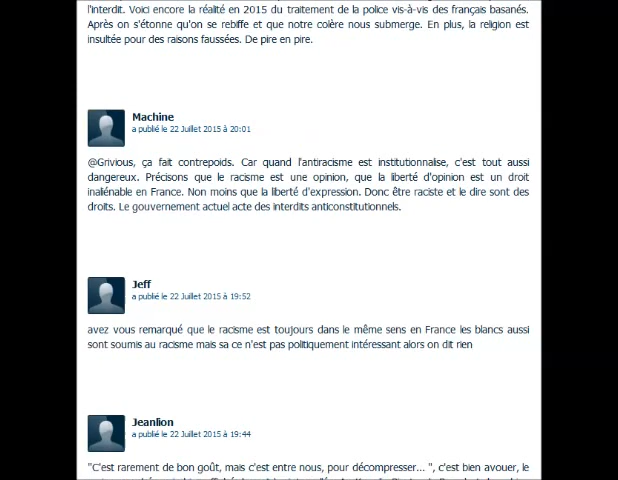 l'interdit. Voici encore la réalité en 2015 du traitement de la police vis-à-vis des français basanés.
Après on s'étonne qu'on se rebiffe et que notre colère nous submerge. En plus, la religion est
insultée pour des raisons faussées. De pire en pire.
Machine
a publié le 22 Juillet 2015 à 20:01
@Grivious, ça fait contrepoids. Car quand l'antiracisme est institutionnalise, c'est tout aussi
dangereux. Précisons que le racisme est une opinion, que la liberté d'opinion est un droit
inaliénable en France. Non moins que la liberté d'expression. Donc être raciste et le dire sont des
droits. Le gouvernement actuel acte des interdits anticonstitutionnels.
Jeff
a publié le 22 Juillet 2015 à 19:52
avez vous remarqué que le racisme est toujours dans le même sens en France les blancs aussi
sont soumis au racisme mais sa ce n'est pas politiquement intéressant alors on dit rien
Jeanlion
a publié le 22 Juillet 2015 à 19:44
"C'est rarement de bon goût, mais c'est entre nous, pour décompresser... ", c'est bien avouer, le